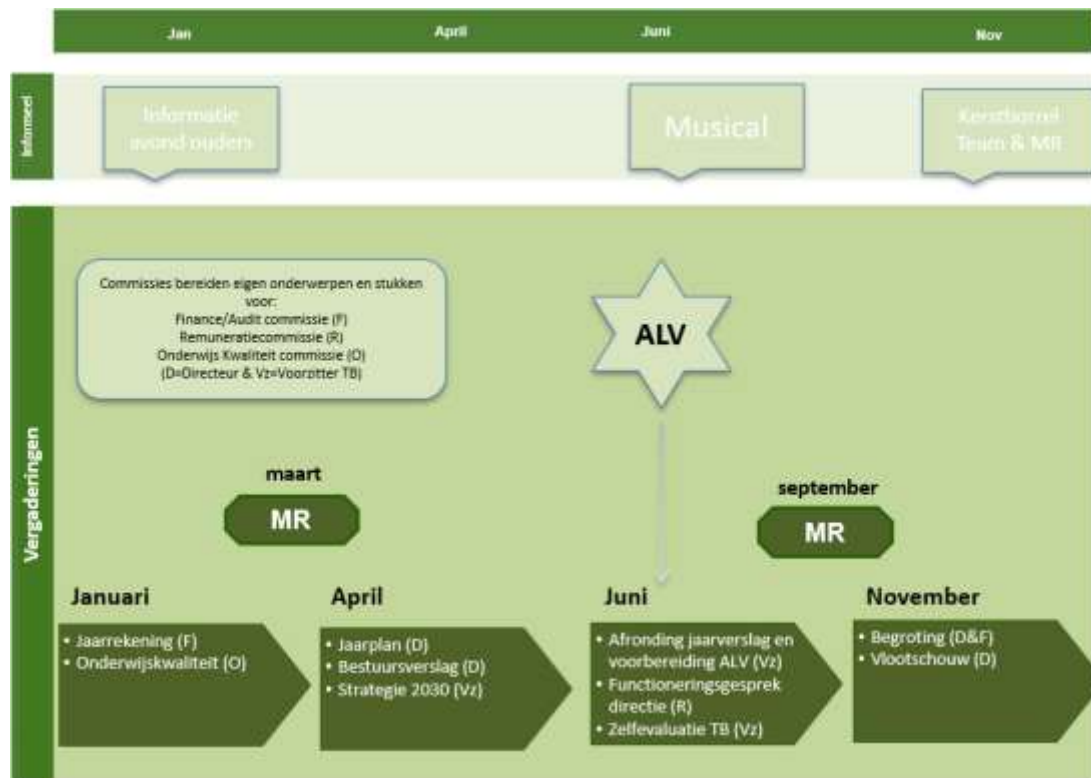 Jan
April
Juni
Nov
Informeel
Informatie
avond ouders
Musical
Kerstborrel
Team & MR
Vergaderingen
Commissies bereiden eigen onderwerpen en stukken
voor:
Finance/Audit commissie (F)
Remuneratiecommissie (R)
Onderwijs Kwaliteit commissie (O)
(D=Directeur & Vz=Voorzitter TB)
ALV
maart
MR
september
MR
Januari
• Jaarrekening (F)
• Onderwijskwaliteit (O)
April
• Jaarplan (D)
• Bestuursverslag (D)
• Strategie 2030 (Vz)
Juni
• Afronding jaarverslag en
voorbereiding ALV (Vz)
• Functioneringsgesprek
directie (R)
• Zelfevaluatie TB (Vz)
November
• Begroting (D&F)
• Vlootschouw (D)